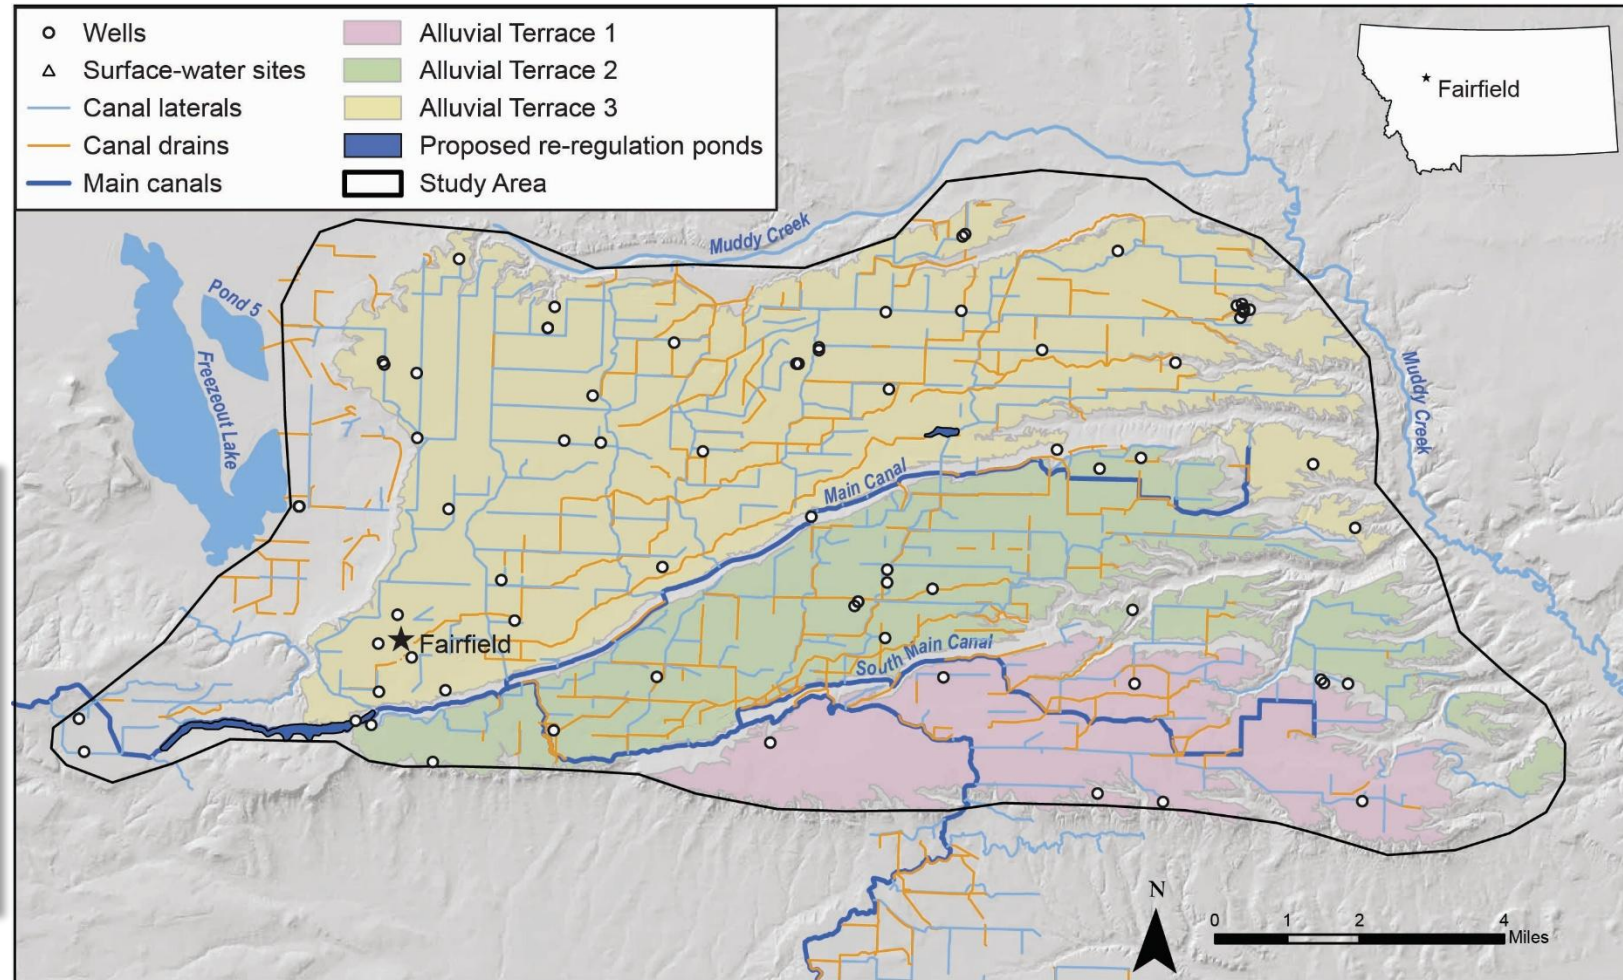 Wells
Surface-water sites
Canal laterals
Canal drains
Main canals
Alluvial Terrace 1
Alluvial Terrace 2
Alluvial Terrace 3
Proposed re-regulation ponds
Study Area
Fairfield
Muddy Creek
Pond 5
Freezeout Lake
Muddy Creek
Main Canal
Fairfield
South Main Canal
N
0 1 2 4
Miles